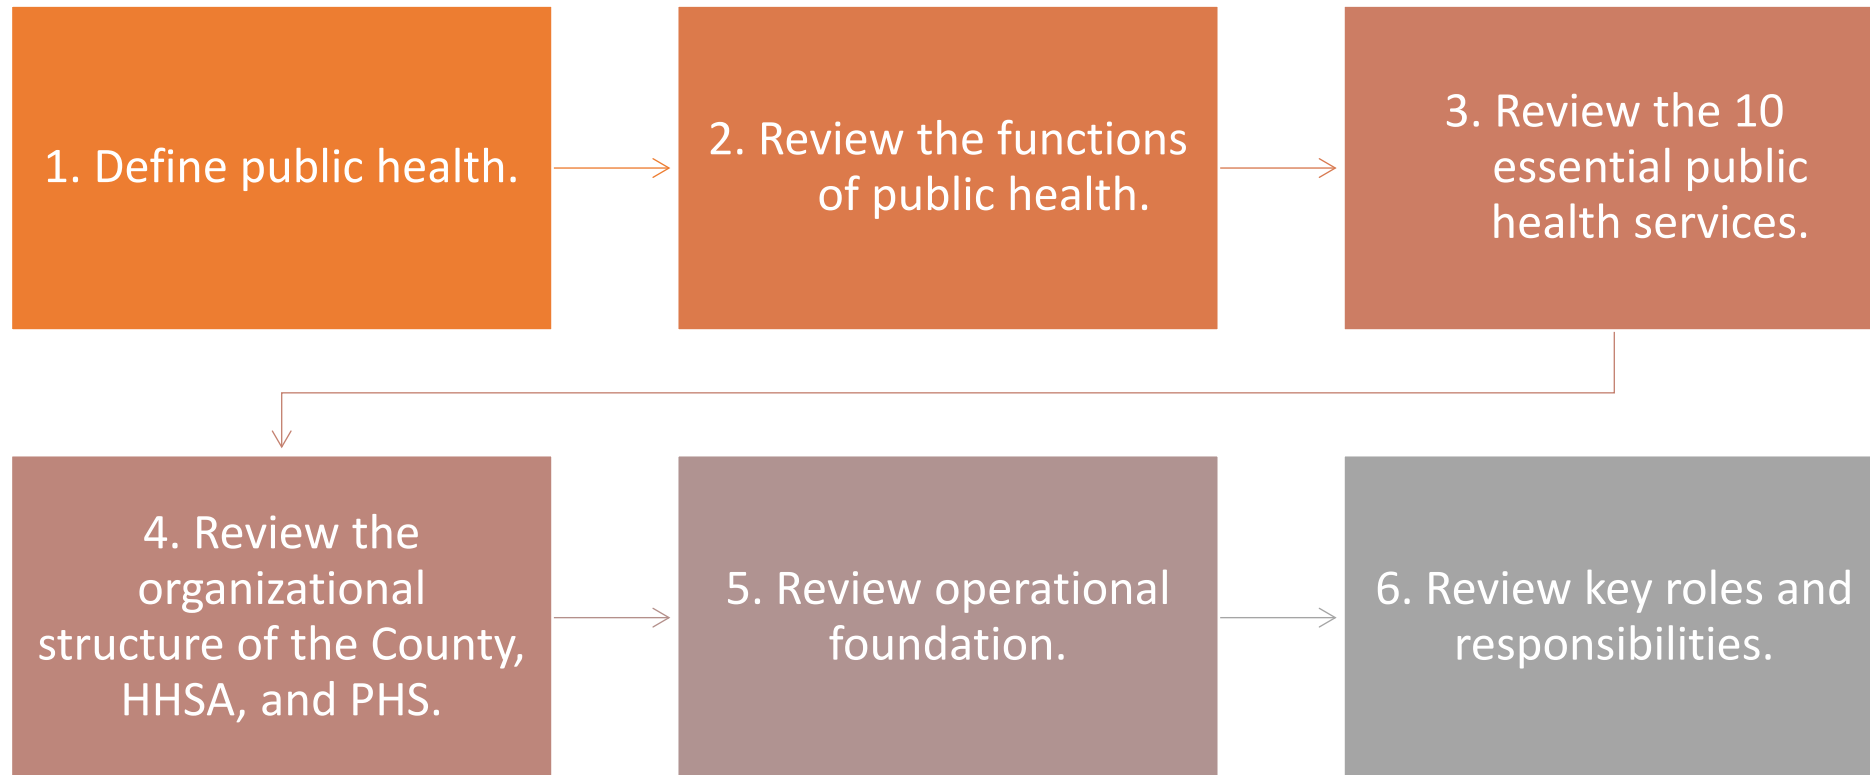 1. Define public health.
2. Review the functions
of public health.
3. Review the 10
essential public
health services.
4. Review the
organizational
structure of the County,
HHSA, and PHS.
5. Review operational
foundation.
6. Review key roles and
responsibilities.